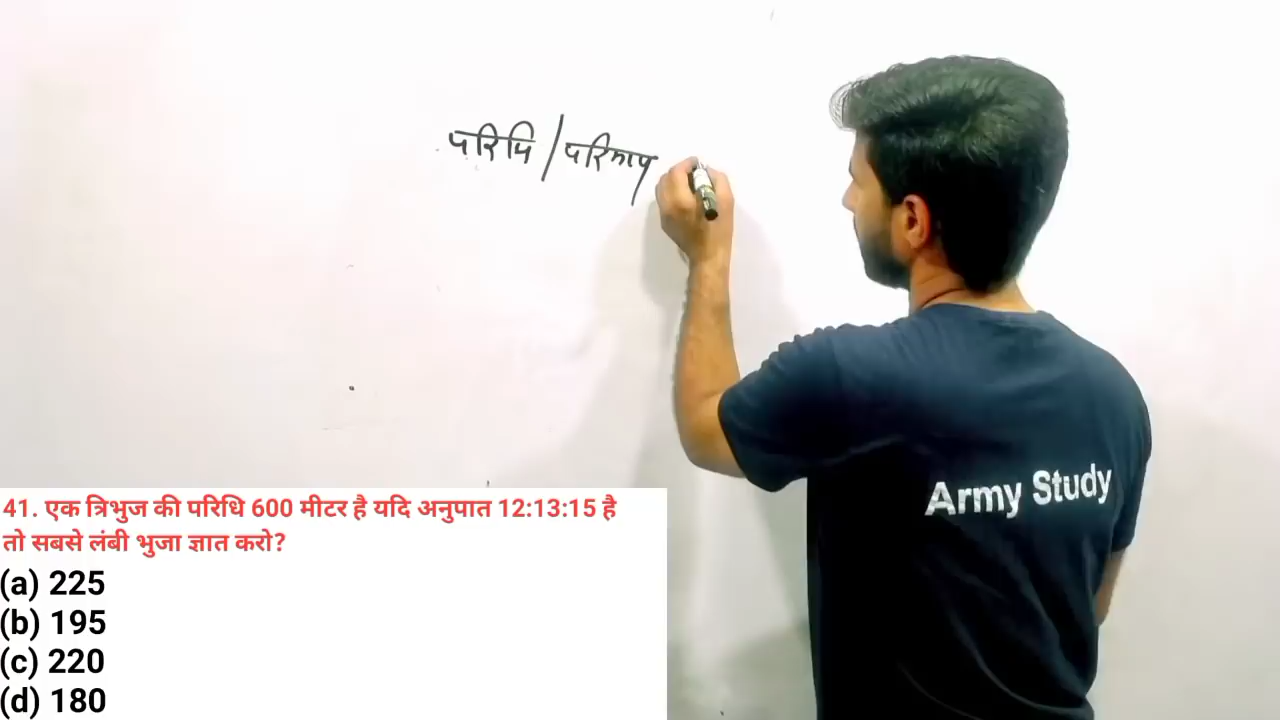 परिधि / परिमाप
Army Study
41. एक त्रिभुज की परिधि 600 मीटर है यदि अनुपात 12:13:15 है
तो सबसे लंबी भुजा ज्ञात करो?
(a) 225
(b) 195
(c) 220
(d) 180